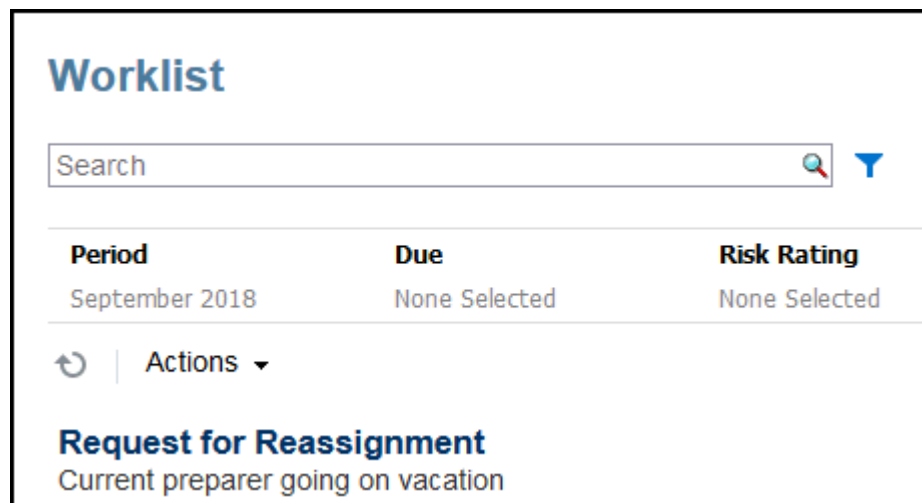 Worklist
Search
Period Due Risk Rating
September 2018 None Selected None Selected
Actions
Request for Reassignment
Current preparer going on vacation